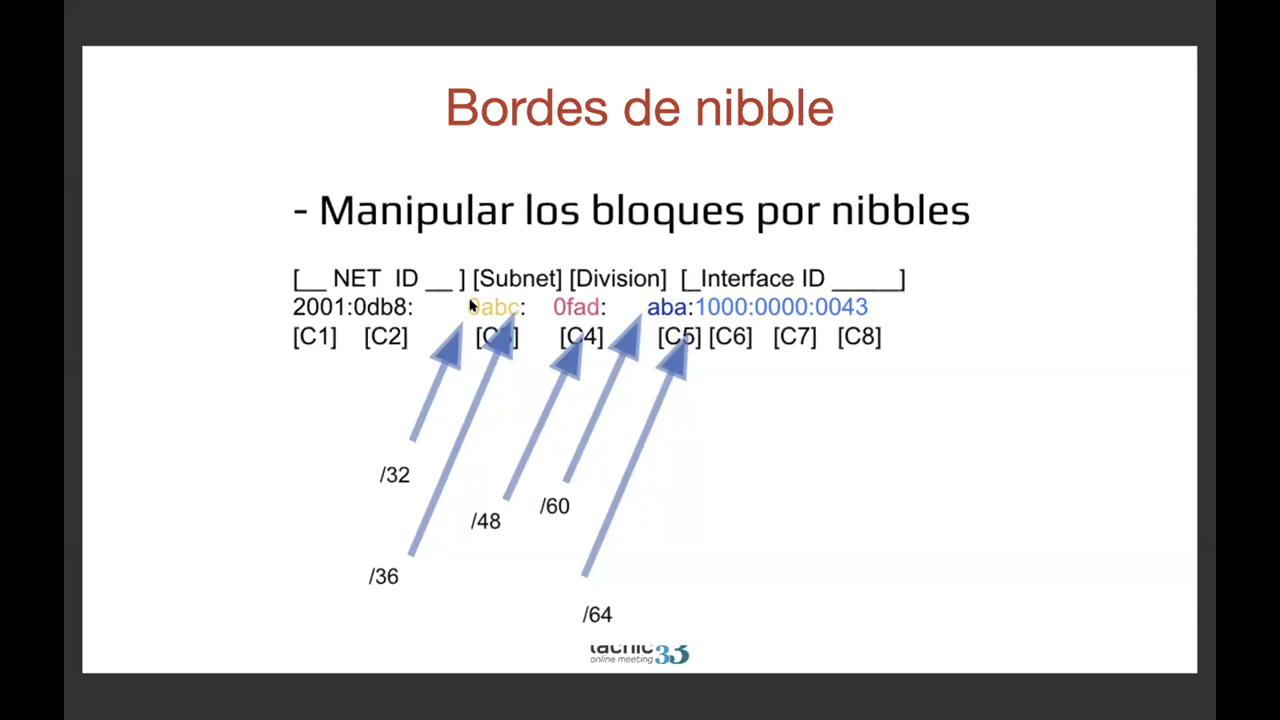 Bordes de nibble
- Manipular los bloques por nibbles
[__ NET ID __ ] [Subnet] [Division] [_Interface ID _____]
2001:0db8: 0abc: 0fad: aba:1000:0000:0043
[C1] [C2] [C3] [C4] [C5] [C6] [C7] [C8]
/32
/60
/48
/36
/64
lacnic 33
online meeting